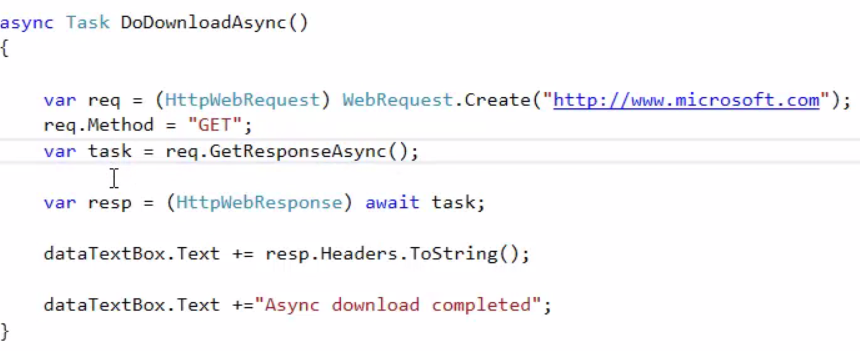 async Task DoDownloadAsync()
{
var req = (HttpWebRequest) WebRequest.Create("http://www.microsoft.com");
req.Method = "GET";
var task = req.GetResponseAsync();
var resp = (HttpWebResponse) await task;
dataTextBox.Text += resp.Headers.ToString();
dataTextBox.Text +="Async download completed";
}